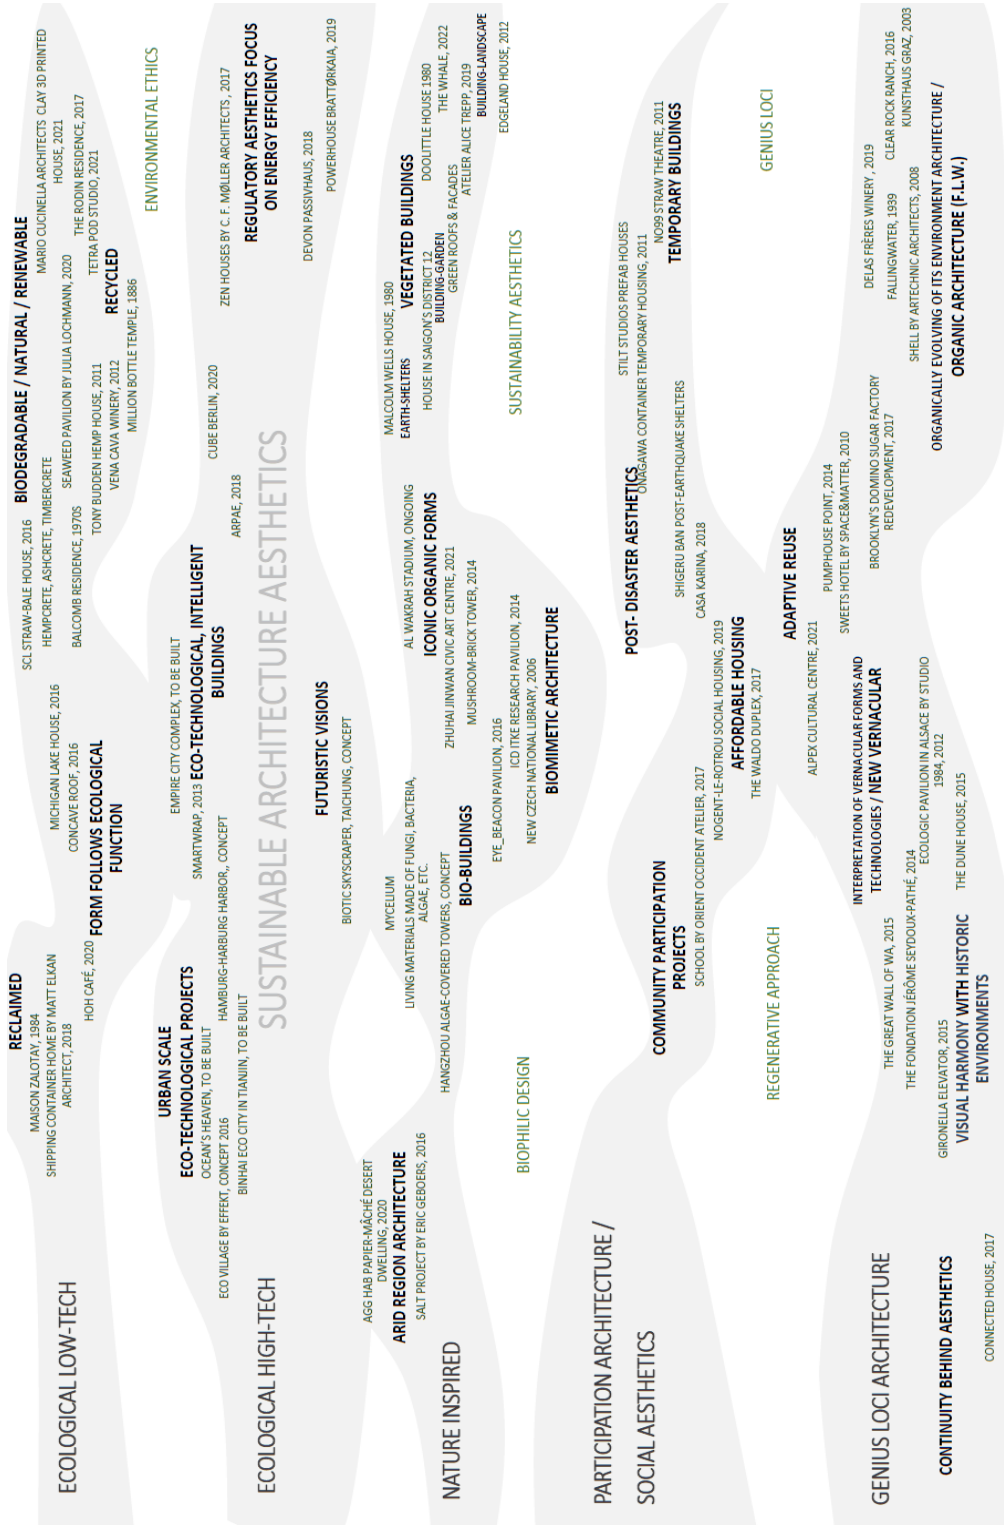 ECOLOGICAL LOW-TECH
RECLAIMED
MAISON ZALOTAY, 1984
SHIPPING CONTAINER HOME BY MATT ELKAN
ARCHITECT, 2018
HOH CAFÉ, 2020
MICHIGAN LAKE HOUSE, 2016
CONCAVE ROOF, 2016
FORM FOLLOWS ECOLOGICAL
FUNCTION
BIODEGRADABLE / NATURAL / RENEWABLE
SCL STRAW-BALE HOUSE, 2016
HEMPCRETE, ASHCRETE, TIMBERCRETE
MARIO CUCINELLA ARCHITECTS CLAY 3D PRINTED
HOUSE, 2021
SEAWEED PAVILION BY JULIA LOCHMANN, 2020
BALCOMB RESIDENCE, 1970S
THE RODIN RESIDENCE, 2017
TETRA POD STUDIO, 2021
TONY BUDDEN HEMP HOUSE, 2011
RECYCLED
VENA CAVA WINERY, 2012
MILLION BOTTLE TEMPLE, 1886
ENVIRONMENTAL ETHICS
ECOLOGICAL HIGH-TECH
URBAN SCALE
ECO-TECHNOLOGICAL PROJECTS
OCEAN'S HEAVEN, TO BE BUILT
ECO VILLAGE BY EFFEKT, CONCEPT 2016
HAMBURG-HARBURG HARBOR,, CONCEPT
BINHAI ECO CITY IN TIANJIN, TO BE BUILT
EMPIRE CITY COMPLEX, TO BE BUILT
SMARTWRAP, 2013 ECO-TECHNOLOGICAL, INTELLIGENT
BUILDINGS
ARPAE, 2018
CUBE BERLIN, 2020
ZEN HOUSES BY C. F. MØLLER ARCHITECTS , 2017
REGULATORY AESTHETICS FOCUS
ON ENERGY EFFICIENCY
DEVON PASSIVHAUS, 2018
POWERHOUSE BRATTØRKAIA, 2019
SUSTAINABLE ARCHITECTURE AESTHETICS
FUTURISTIC VISIONS
BIOTIC SKYSCRAPER, TAICHUNG, CONCEPT
NATURE INSPIRED
AGG HAB PAPIER-MÂCHÉ DESERT
DWELLING, 2020
ARID REGION ARCHITECTURE
SALT PROJECT BY ERIC GEBOERS, 2016
MYCELIUM
LIVING MATERIALS MADE OF FUNGI, BACTERIA,
ALGAE, ETC.
HANGZHOU ALGAE-COVERED TOWERS, CONCEPT
BIO-BUILDINGS
AL WAKRAH STADIUM, ONGOING
ICONIC ORGANIC FORMS
ZHUHAI JINWAN CIVIC ART CENTRE, 2021
MUSHROOM-BRICK TOWER, 2014
EYE_BEACON PAVILION, 2016
ICD ITKE RESEARCH PAVILION, 2014
NEW CZECH NATIONAL LIBRARY, 2006
BIOMIMETIC ARCHITECTURE
MALCOLM WELLS HOUSE, 1980
EARTH-SHELTERS
VEGETATED BUILDINGS
HOUSE IN SAIGON'S DISTRICT 12
DOOLITTLE HOUSE 1980
BUILDING-GARDEN
THE WHALE, 2022
GREEN ROOFS & FACADES
ATELIER ALICE TREPP, 2019
BUILDING-LANDSCAPE
EDGELAND HOUSE, 2012
BIOPHILIC DESIGN
SUSTAINABILITY AESTHETICS
PARTICIPATION ARCHITECTURE /
SOCIAL AESTHETICS
COMMUNITY PARTICIPATION
PROJECTS
SCHOOL BY ORIENT OCCIDENT ATELIER, 2017
NOGENT-LE-ROTROU SOCIAL HOUSING, 2019
AFFORDABLE HOUSING
THE WALDO DUPLEX, 2017
POST- DISASTER AESTHETICS
STILT STUDIOS PREFAB HOUSES
ONAGAWA CONTAINER TEMPORARY HOUSING, 2011
SHIGERU BAN POST-EARTHQUAKE SHELTERS
CASA KARINA, 2018
NO99 STRAW THEATRE, 2011
TEMPORARY BUILDINGS
REGENERATIVE APPROACH
GENIUS LOCI
GENIUS LOCI ARCHITECTURE
CONTINUITY BEHIND AESTHETICS
CONNECTED HOUSE, 2017
ADAPTIVE REUSE
ALPEX CULTURAL CENTRE, 2021
PUMPHOUSE POINT, 2014
SWEETS HOTEL BY SPACE&MATTER, 2010
BROOKLYN'S DOMINO SUGAR FACTORY
REDEVELOPMENT, 2017
INTERPRETATION OF VERNACULAR FORMS AND
TECHNOLOGIES / NEW VERNACULAR
THE GREAT WALL OF WA, 2015
THE FONDATION JÉRÔME SEYDOUX-PATHÉ, 2014
ECOLOGIC PAVILION IN ALSACE BY STUDIO
1984, 2012
THE DUNE HOUSE, 2015
GIRONELLA ELEVATOR, 2015
VISUAL HARMONY WITH HISTORIC
ENVIRONMENTS
DELAS FRÈRES WINERY , 2019
FALLINGWATER, 1939
CLEAR ROCK RANCH, 2016
KUNSTHAUS GRAZ, 2003
SHELL BY ARTECHNIC ARCHITECTS, 2008
ORGANICALLY EVOLVING OF ITS ENVIRONMENT ARCHITECTURE /
ORGANIC ARCHITECTURE (F.L.W.)